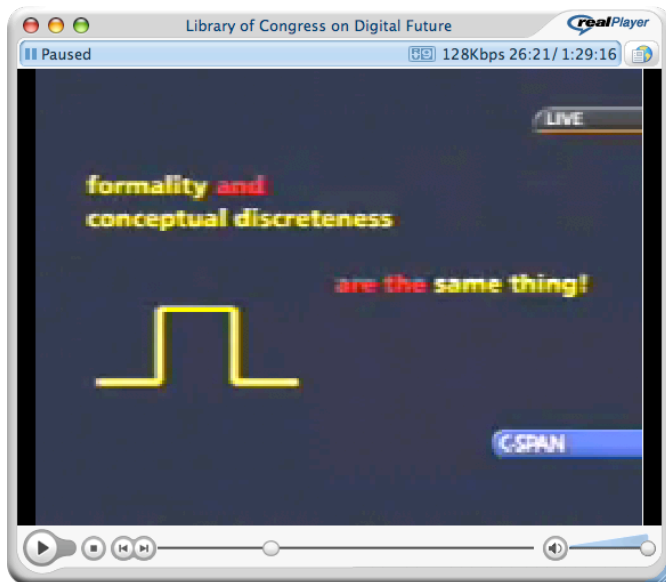 Library of Congress on Digital Future
realPlayer
Paused
128Kbps 26:21/1:29:16
LIVE
formality and
conceptual discreteness
are the same thing!
C-SPAN